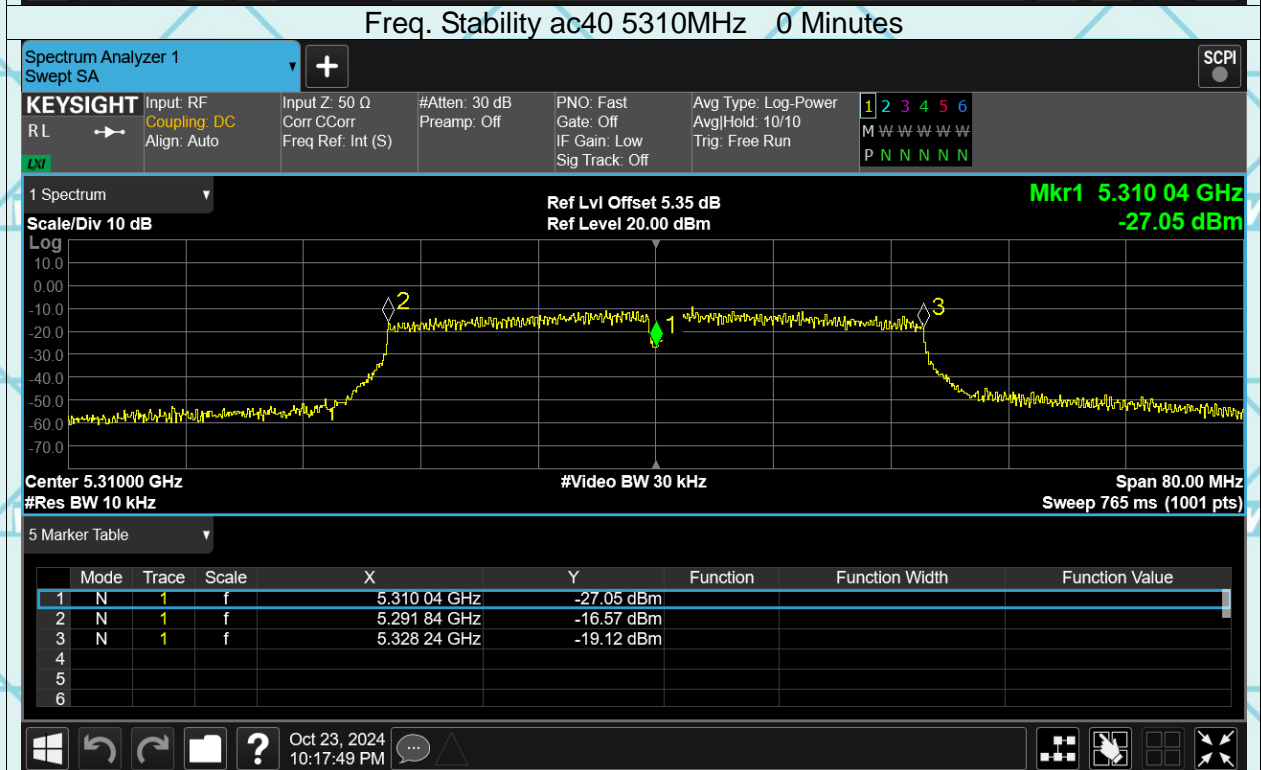 Freq. Stability ac40 5310MHz 0 Minutes
Spectrum Analyzer 1
Swept SA
+
SCPI
KEYSIGHT
R L
LXI
Input: RF
Coupling: DC
Align: Auto
Input Z: 50 Ω
Corr CCorr
Freq Ref: Int (S)
#Atten: 30 dB
Preamp: Off
PNO: Fast
Gate: Off
IF Gain: Low
Sig Track: Off
Avg Type: Log-Power
Avg|Hold: 10/10
Trig: Free Run
1 2 3 4 5 6
M W W W W W
P N N N N N
1 Spectrum
Scale/Div 10 dB
Ref Lvl Offset 5.35 dB
Ref Level 20.00 dBm
Mkr1 5.310 04 GHz
-27.05 dBm
Log
10.0
0.00
-10.0
-20.0
-30.0
-40.0
-50.0
-60.0
-70.0
2
1
3
Center 5.31000 GHz
#Video BW 30 kHz
Span 80.00 MHz
#Res BW 10 kHz
Sweep 765 ms (1001 pts)
5 Marker Table
Mode Trace Scale X Y Function Function Width Function Value
1 N 1 f 5.310 04 GHz -27.05 dBm
2 N 1 f 5.291 84 GHz -16.57 dBm
3 N 1 f 5.328 24 GHz -19.12 dBm
4
5
6
?
Oct 23, 2024
10:17:49 PM